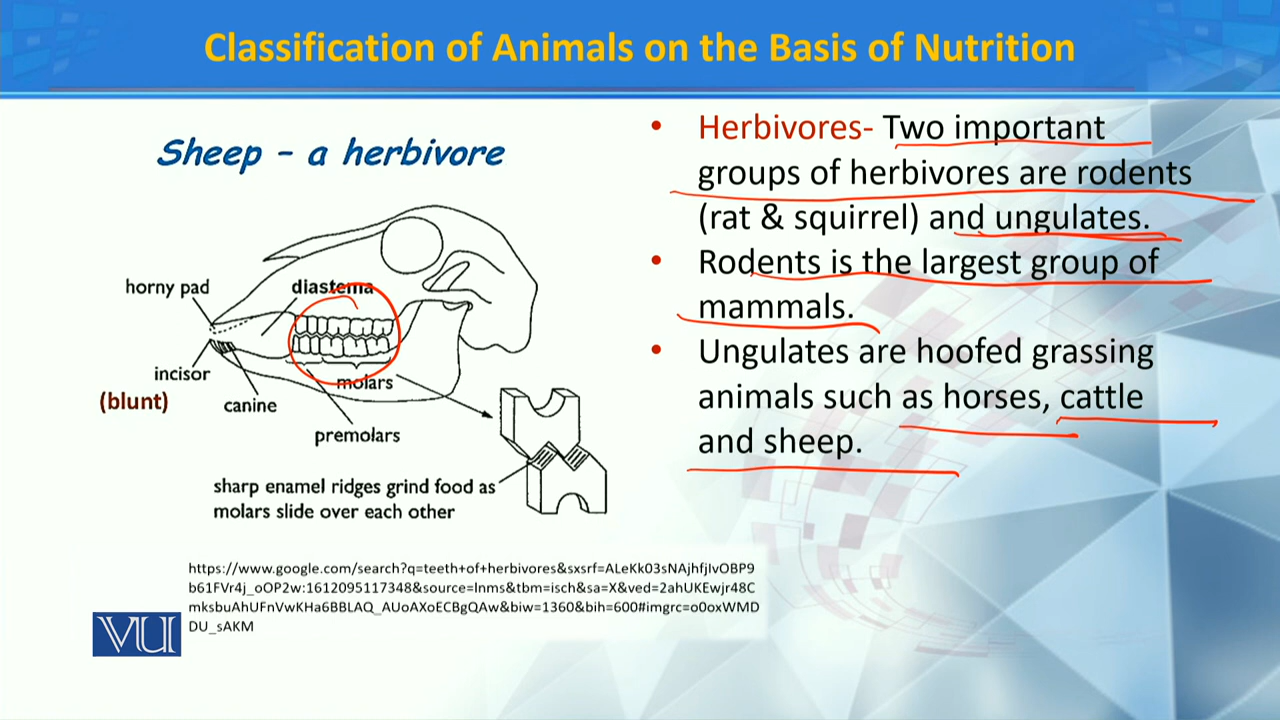 Classification of Animals on the Basis of Nutrition
Sheep - a herbivore
horny pad
diastema
incisor
(blunt)
canine
molars
premolars
sharp enamel ridges grind food as
molars slide over each other
• Herbivores- Two important
groups of herbivores are rodents
(rat & squirrel) and ungulates.
• Rodents is the largest group of
mammals.
• Ungulates are hoofed grassing
animals such as horses, cattle
and sheep.
https://www.google.com/search?q=teeth+of+herbivores&sxsrf=ALeKk03sNAjhfjIvOBP9
b61FVr4j_oOP2w:1612095117348&source=lnms&tbm=isch&sa=X&ved=2ahUKEwjr48C
mksbuAhUFnVwKHa6BBLAQ_AUoAXoECBgQAw&biw=1360&bih=600#imgrc=o0oxWMD
DU_sAKM
VU